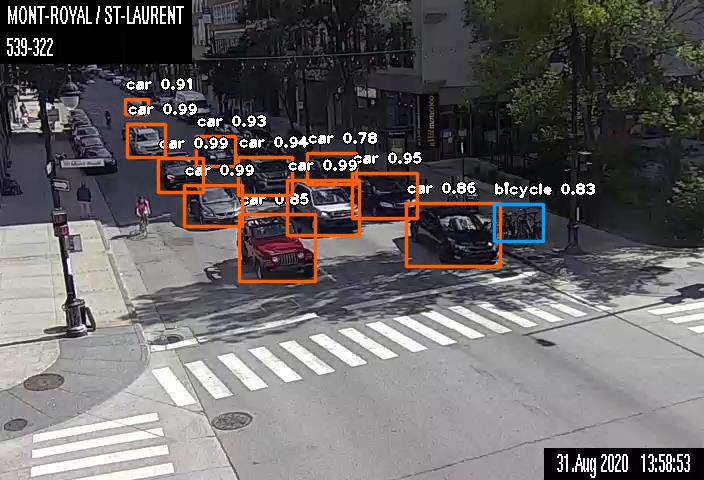 MONT-ROYAL / ST-LAURENT
539-322
car 0.91
car 0.99
car 0.93
car 0.99
car 0.94
car 0.78
car 0.99
car 0.99
car 0.95
car 0.86
bicycle 0.83
0.85
31.Aug 2020 13:58:53